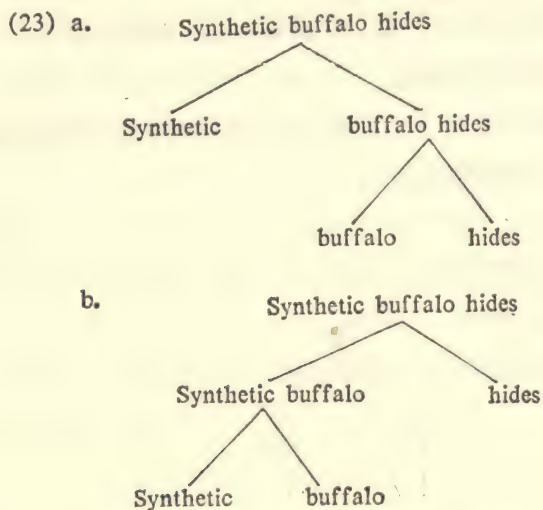 (23) a. Synthetic buffalo hides
Synthetic buffalo hides
buffalo hides
b. Synthetic buffalo hides
Synthetic buffalo hides
Synthetic buffalo